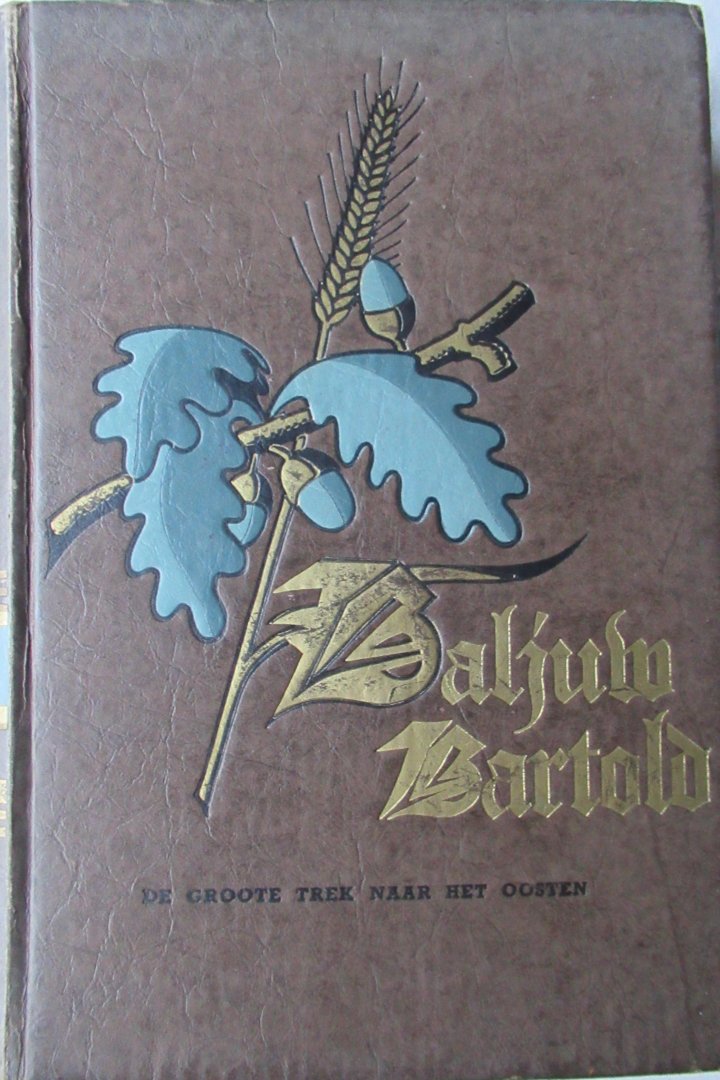 Baljuw
Bartold
DE GROOTE TREK NAAR HET OOSTEN